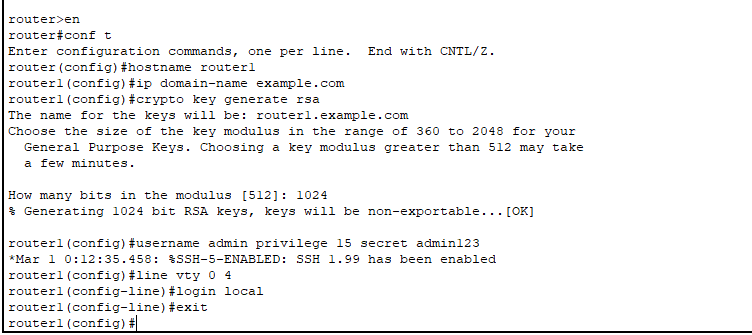 router>en
router#conf t
Enter configuration commands, one per line.  End with CNTL/Z.
router(config)#hostname router1
router1(config)#ip domain-name example.com
router1(config)#crypto key generate rsa
The name for the keys will be: router1.example.com
Choose the size of the key modulus in the range of 360 to 2048 for your
  General Purpose Keys. Choosing a key modulus greater than 512 may take
  a few minutes.

How many bits in the modulus [512]: 1024
% Generating 1024 bit RSA keys, keys will be non-exportable...[OK]

router1(config)#username admin privilege 15 secret admin123
*Mar 1 0:12:35.458: %SSH-5-ENABLED: SSH 1.99 has been enabled
router1(config)#line vty 0 4
router1(config-line)#login local
router1(config-line)#exit
router1(config)#